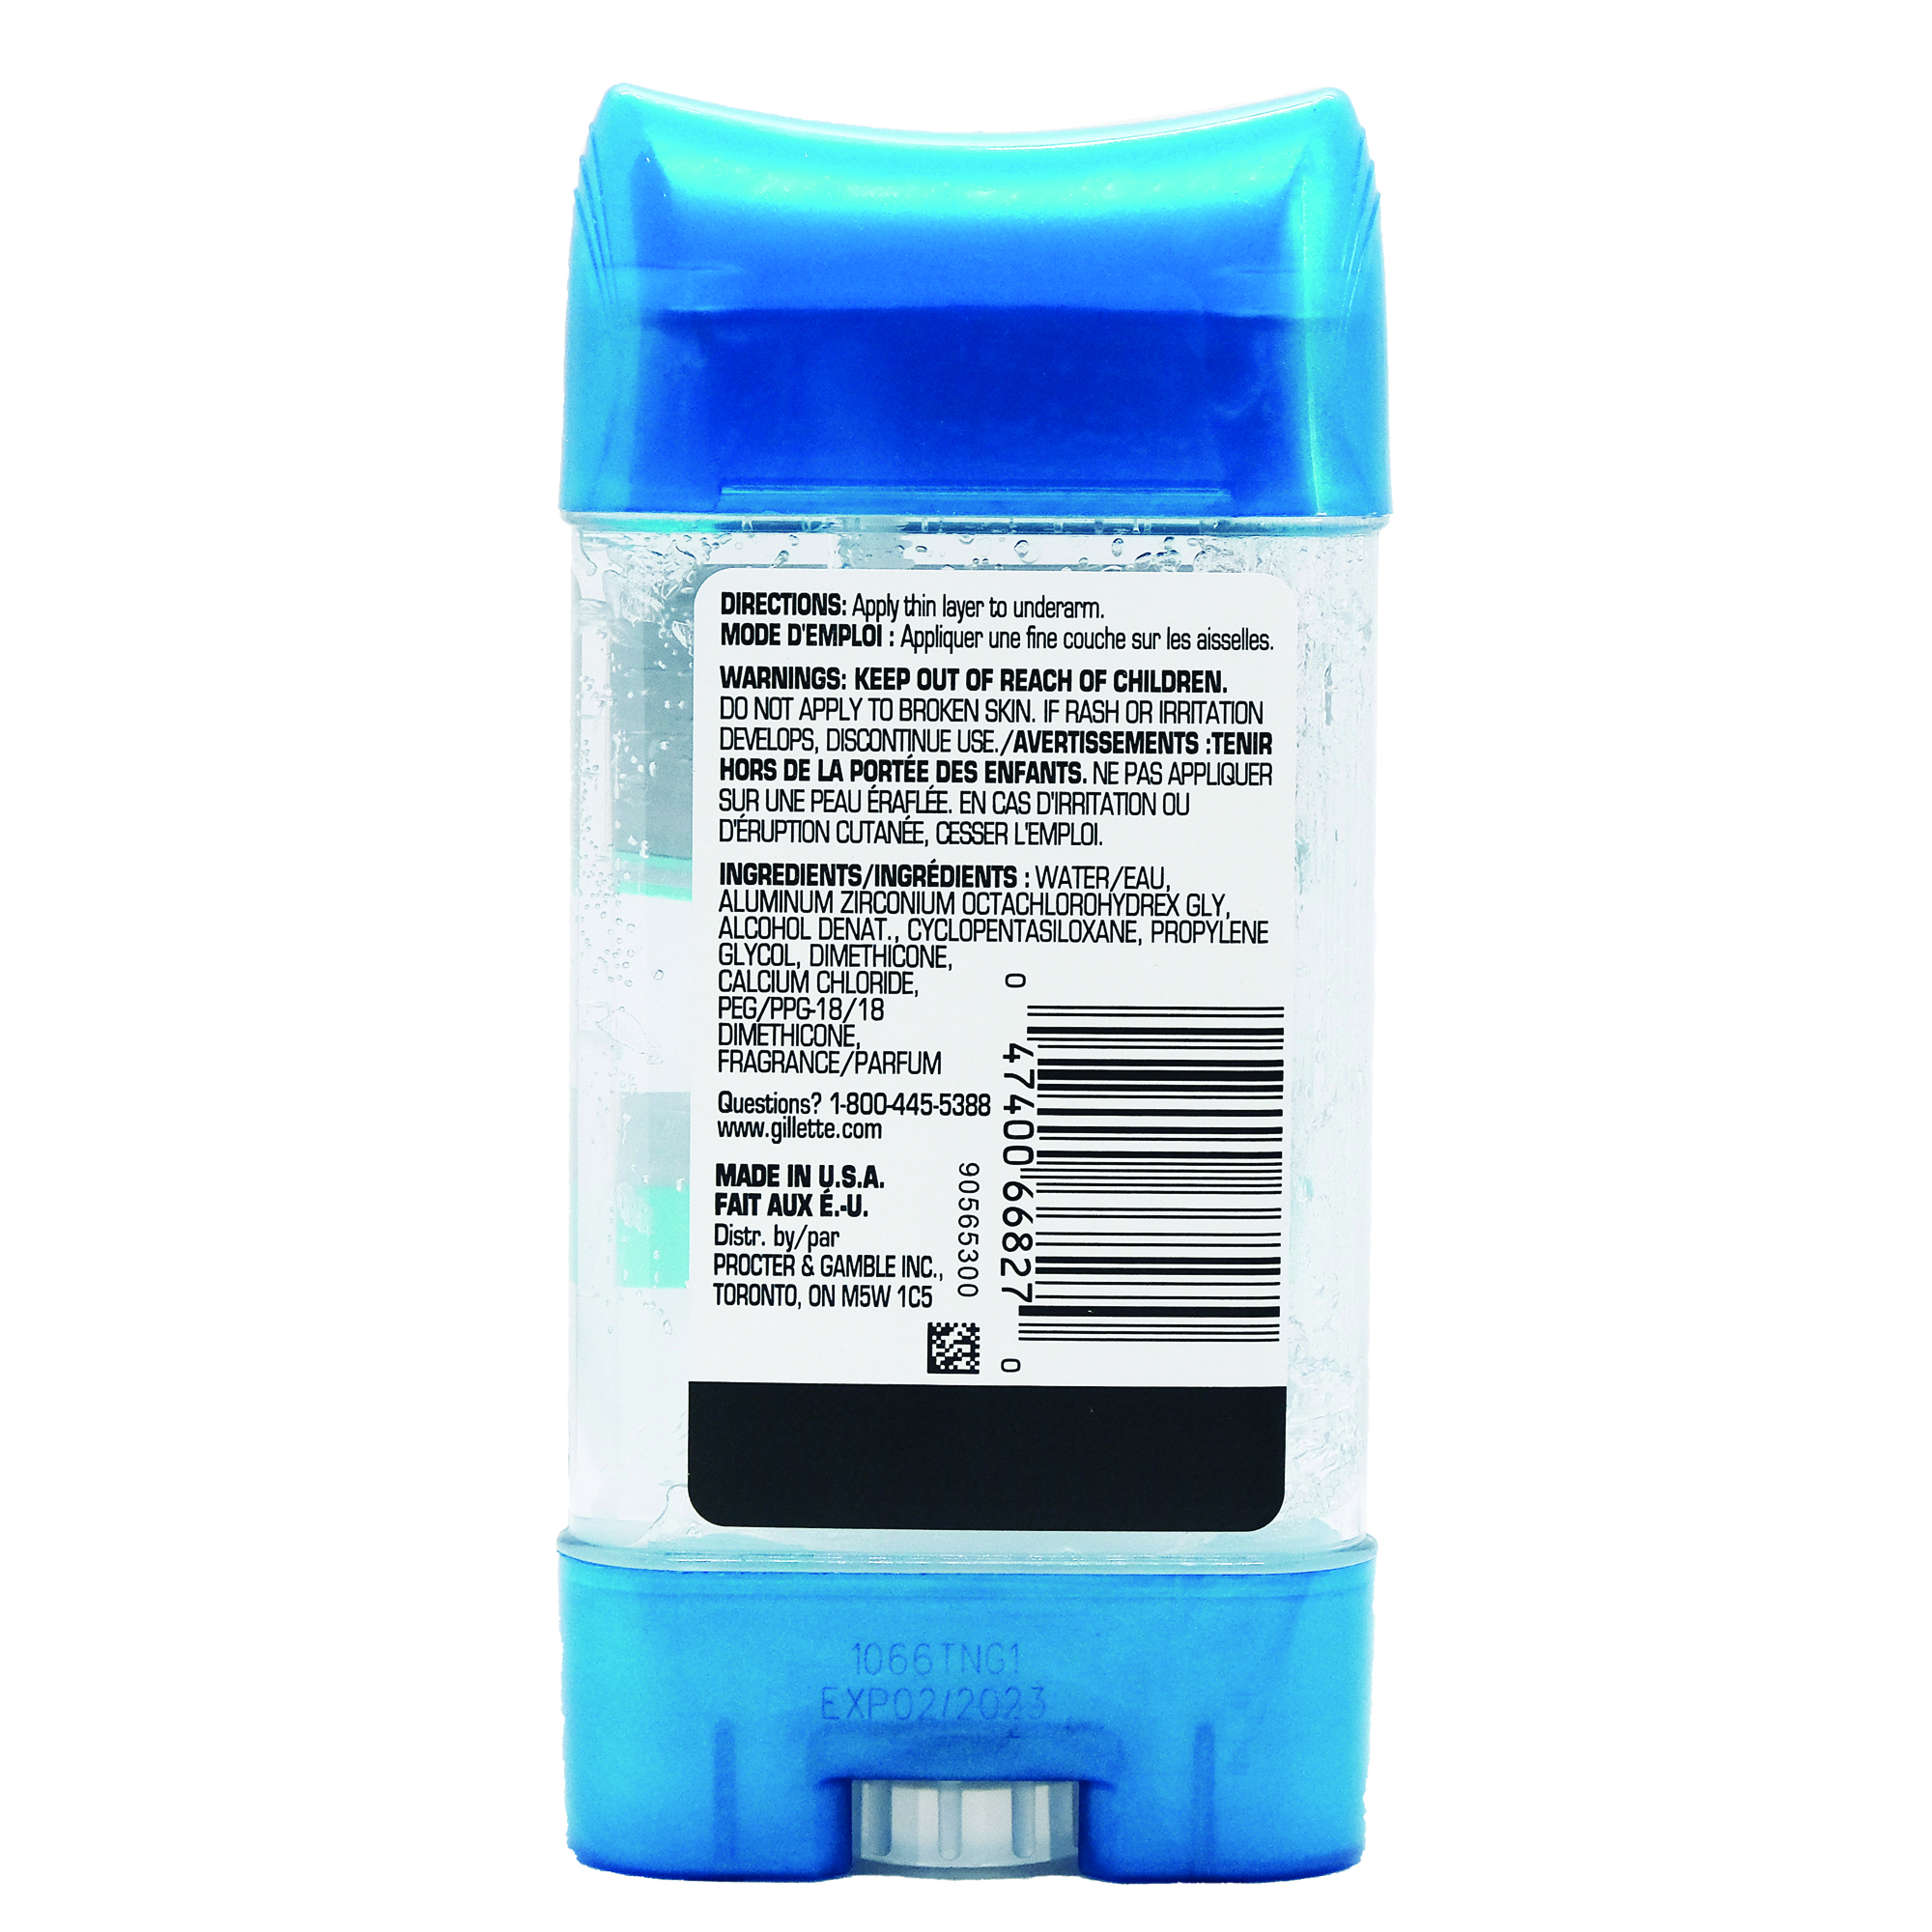 DIRECTIONS: Apply thin layer to underarm.
MODE D'EMPLOI : Appliquer une fine couche sur les aisselles.
WARNINGS: KEEP OUT OF REACH OF CHILDREN.
DO NOT APPLY TO BROKEN SKIN. IF RASH OR IRRITATION
DEVELOPS, DISCONTINUE USE./AVERTISSEMENTS :TENIR
HORS DE LA PORTÉE DES ENFANTS. NE PAS APPLIQUER
SUR UNE PEAU ÉRAFLÉE. EN CAS D'IRRITATION OU
D'ÉRUPTION CUTANÉE, CESSER L'EMPLOI.
INGREDIENTS/INGRÉDIENTS : WATER/EAU,
ALUMINUM ZIRCONIUM OCTACHLOROHYDREX GLY,
ALCOHOL DENAT., CYCLOPENTASILOXANE, PROPYLENE
GLYCOL, DIMETHICONE,
CALCIUM CHLORIDE,
PEG/PPG-18/18
DIMETHICONE,
FRAGRANCE/PARFUM
Questions? 1-800-445-5388
www.gillette.com
MADE IN U.S.A.
FAIT AUX É.-U.
Distr. by/par
PROCTER & GAMBLE INC.,
TORONTO, ON M5W 1C5
90565300
0 47400 66827 0
1066TNG1
EXP02/2023